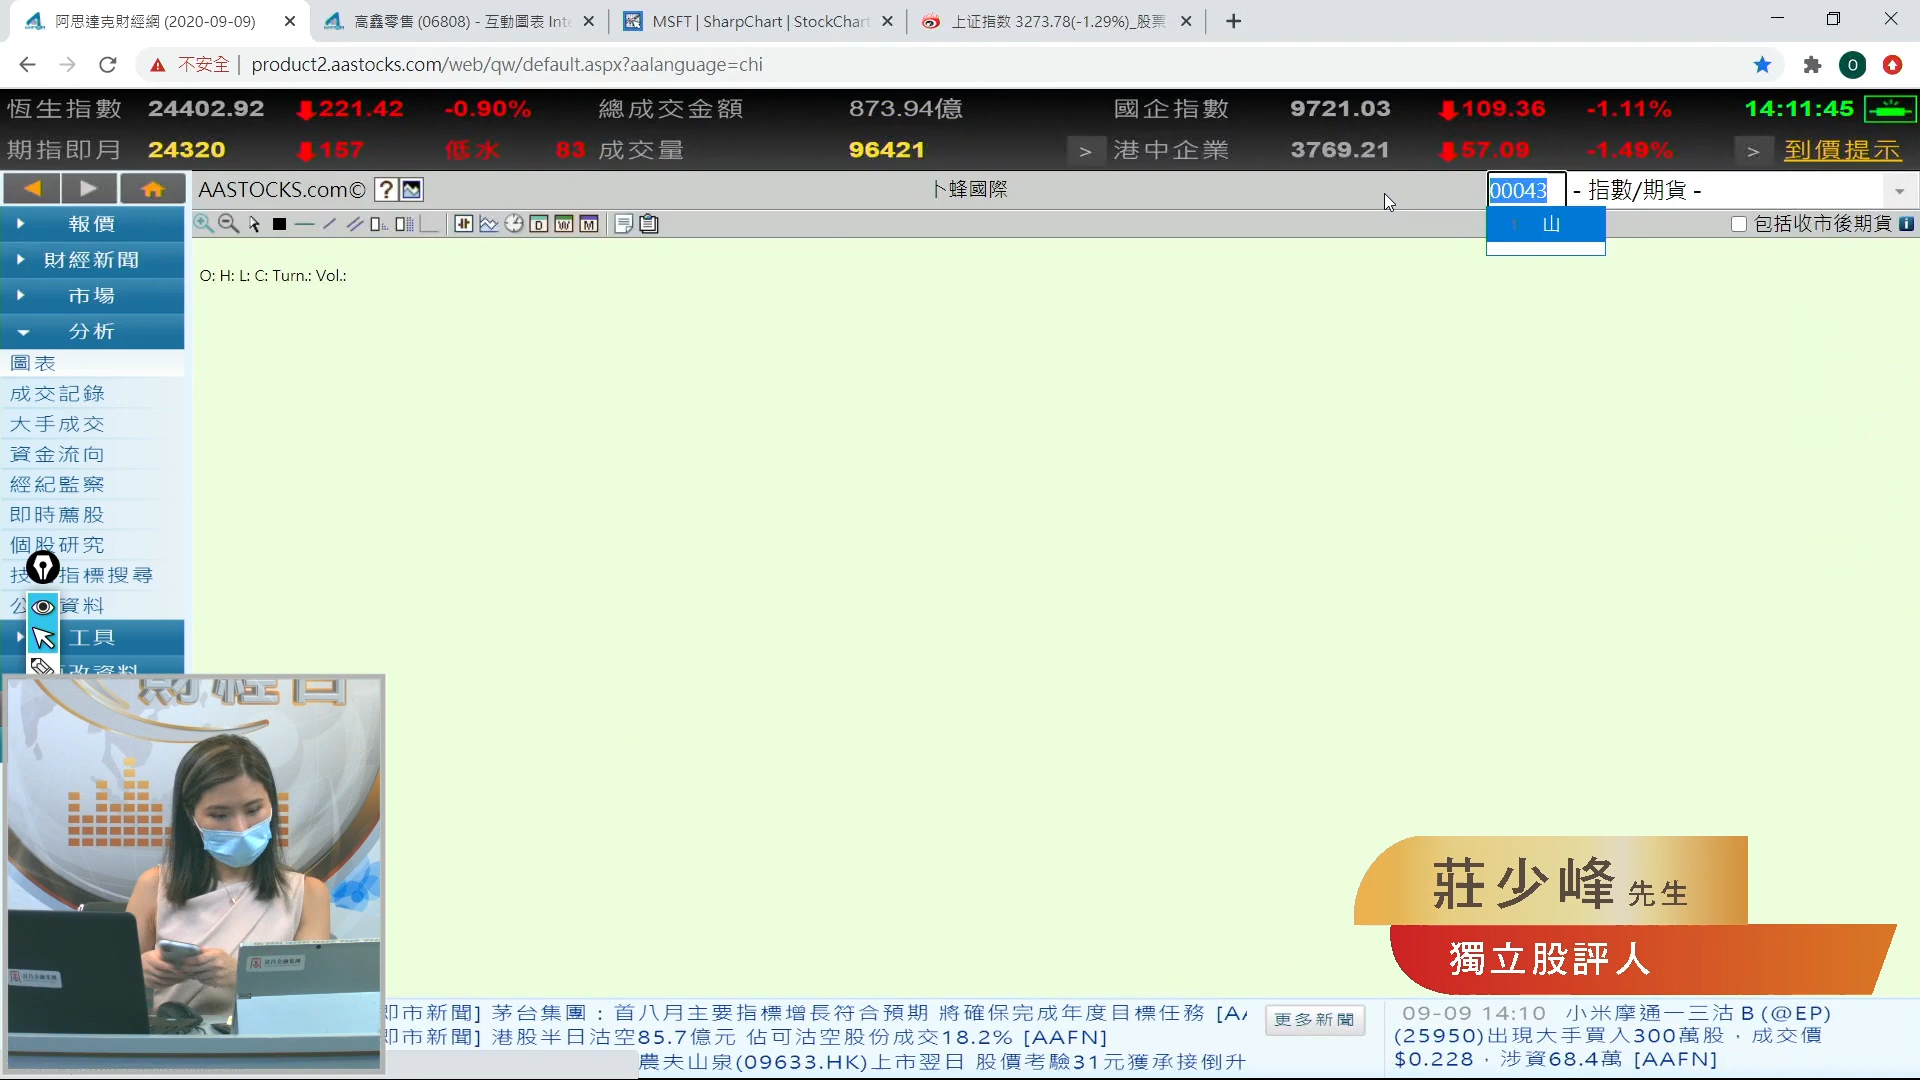 阿思達克財經網 (2020-09-09)
高鑫零售 (06808) - 互動圖表 Inte
MSFT | SharpChart | StockChart
上证指数 3273.78(-1.29%)_股票
不安全 | product2.aastocks.com/web/qw/default.aspx?aalanguage=chi
恆生指數 24402.92 221.42 -0.90% 總成交金額 873.94億 國企指數 9721.03 109.36 -1.11% 14:11:45
期指即月 24320 157 低水 83 成交量 96421 > 港中企業 3769.21 57.09 -1.49% > 到價提示
AASTOCKS.com© ? 卜蜂國際 00043 - 指數/期貨 -
山
包括收市後期貨
報價
財經新聞
市場
分析
圖表
成交記錄
大手成交
資金流向
經紀監察
即時薦股
個股研究
指標搜尋
資料
工具
改資料
D W M
O: H: L: C: Turn.: Vol.:
莊少峰 先生
獨立股評人
即市新聞] 茅台集團：首八月主要指標增長符合預期 將確保完成年度目標任務 [AA
即市新聞] 港股半日沽空85.7億元 佔可沽空股份成交18.2% [AAFN]
農夫山泉(09633.HK)上市翌日 股價考驗31元獲承接倒升
更多新聞
09-09 14:10 小米摩通一三沽Ｂ(@EP)
(25950)出現大手買入300萬股，成交價
$0.228，涉資68.4萬 [AAFN]